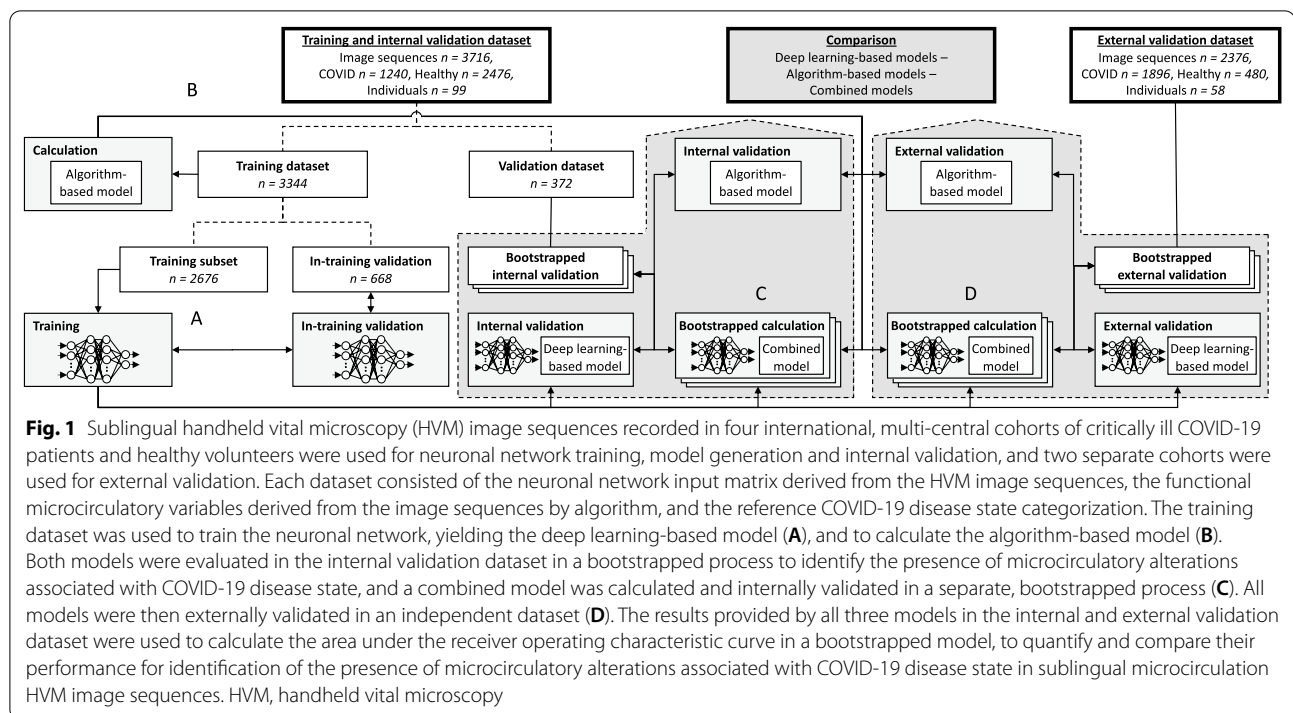 Training and internal validation dataset
Image sequences n = 3716,
COVID n = 1240, Healthy n = 2476,
Individuals n = 99
Comparison
Deep learning-based models –
Algorithm-based models –
Combined models
External validation dataset
Image sequences n = 2376,
COVID n = 1896, Healthy n = 480,
Individuals n = 58
B
Calculation
Algorithm-
based model
Training dataset
n = 3344
Validation dataset
n = 372
Internal validation
Algorithm-
based model
External validation
Algorithm-
based model
Training subset
n = 2676
In-training validation
n = 668
Bootstrapped
internal validation
Bootstrapped
external validation
C
D
A
Training
In-training validation
Internal validation
Deep learning-
based model
Bootstrapped calculation
Combined
model
Bootstrapped calculation
Combined
model
External validation
Deep learning-
based model
Fig. 1 Sublingual handheld vital microscopy (HVM) image sequences recorded in four international, multi-central cohorts of critically ill COVID-19
patients and healthy volunteers were used for neuronal network training, model generation and internal validation, and two separate cohorts were
used for external validation. Each dataset consisted of the neuronal network input matrix derived from the HVM image sequences, the functional
microcirculatory variables derived from the image sequences by algorithm, and the reference COVID-19 disease state categorization. The training
dataset was used to train the neuronal network, yielding the deep learning-based model (A), and to calculate the algorithm-based model (B).
Both models were evaluated in the internal validation dataset in a bootstrapped process to identify the presence of microcirculatory alterations
associated with COVID-19 disease state, and a combined model was calculated and internally validated in a separate, bootstrapped process (C). All
models were then externally validated in an independent dataset (D). The results provided by all three models in the internal and external validation
dataset were used to calculate the area under the receiver operating characteristic curve in a bootstrapped model, to quantify and compare their
performance for identification of the presence of microcirculatory alterations associated with COVID-19 disease state in sublingual microcirculation
HVM image sequences. HVM, handheld vital microscopy